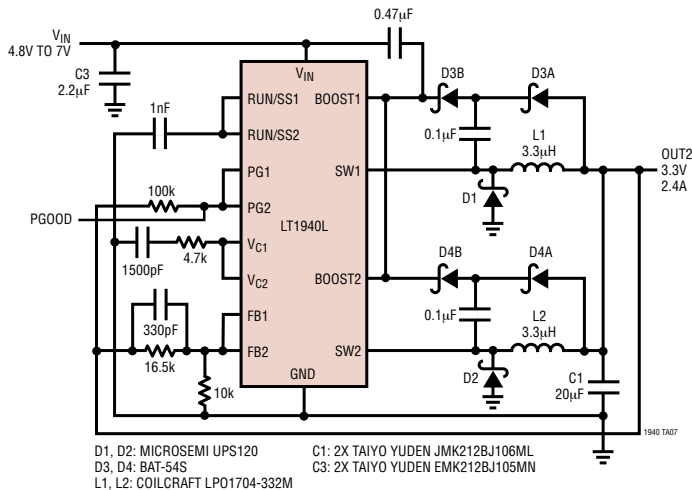 0.47µF
VIN
4.8V TO 7V
C3
2.2µF
VIN
D3B
D3A
1nF
RUN/SS1
BOOST1
0.1µF
L1
3.3µH
RUN/SS2
OUT2
3.3V
2.4A
PG1
SW1
100k
D1
PGOOD
PG2
LT1940L
VC1
1500pF
4.7k
D4B
D4A
VC2
BOOST2
0.1µF
L2
3.3µH
330pF
FB1
16.5k
FB2
SW2
D2
10k
GND
C1
20µF
1940 TA07
D1, D2: MICROSEMI UPS120
D3, D4: BAT-54S
L1, L2: COILCRAFT LPO1704-332M
C1: 2X TAIYO YUDEN JMK212BJ106ML
C3: 2X TAIYO YUDEN EMK212BJ105MN